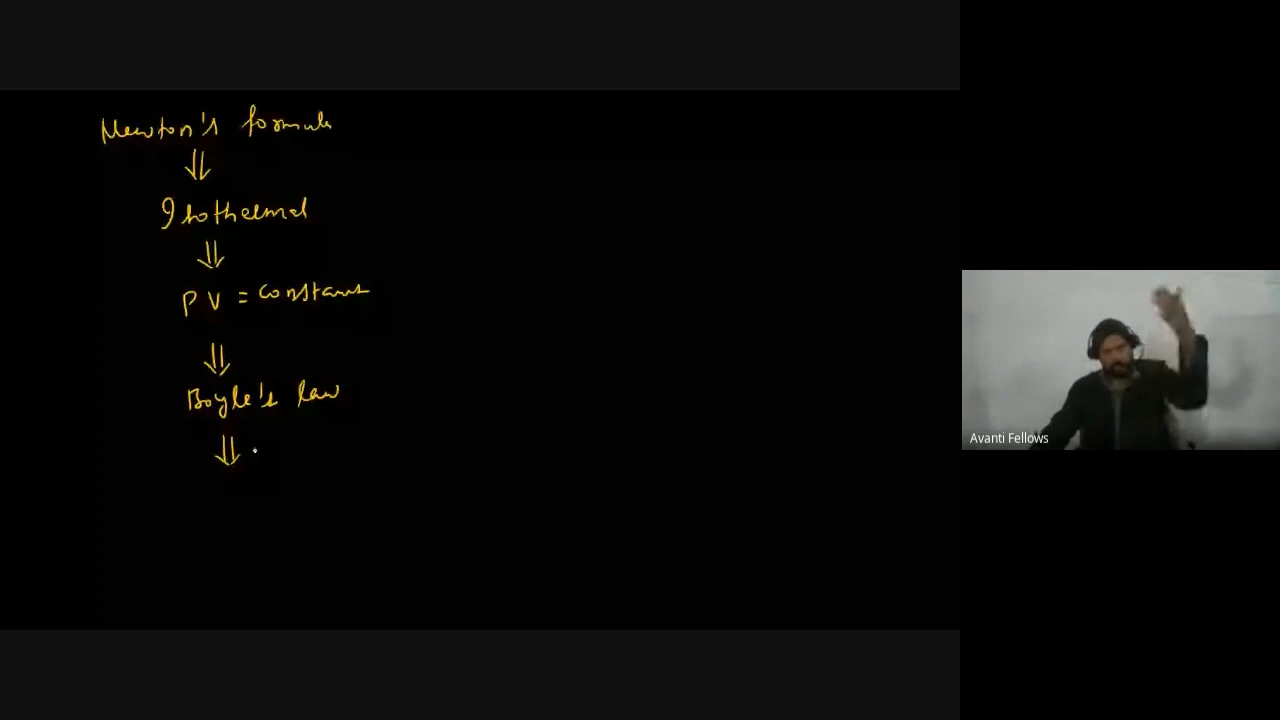 Newton's formula
⇓
Isothermal
⇓
PV = constant
⇓
Boyle's law
⇓
Avanti Fellows